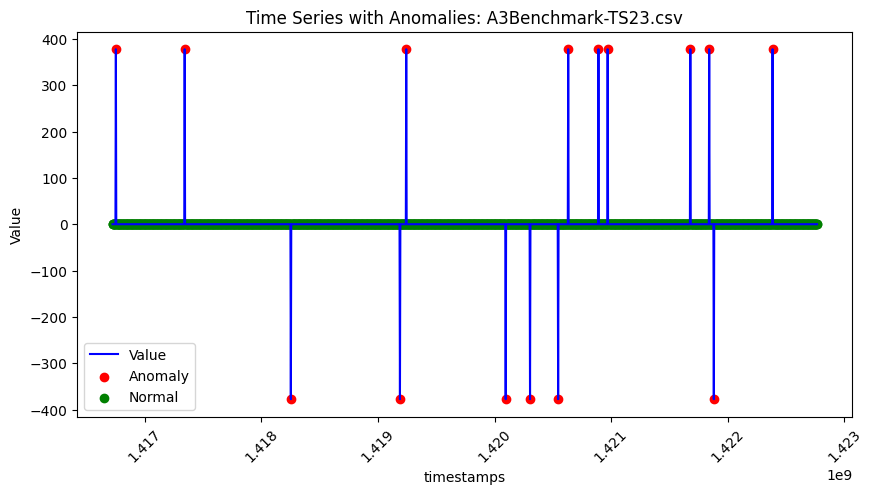 Time Series with Anomalies: A3Benchmark-TS23.csv
400
300
200
100
0
−100
−200
−300
−400
Value
Value
Anomaly
Normal
1.417
1.418
1.419
1.420
1.421
1.422
1.423
1e9
timestamps